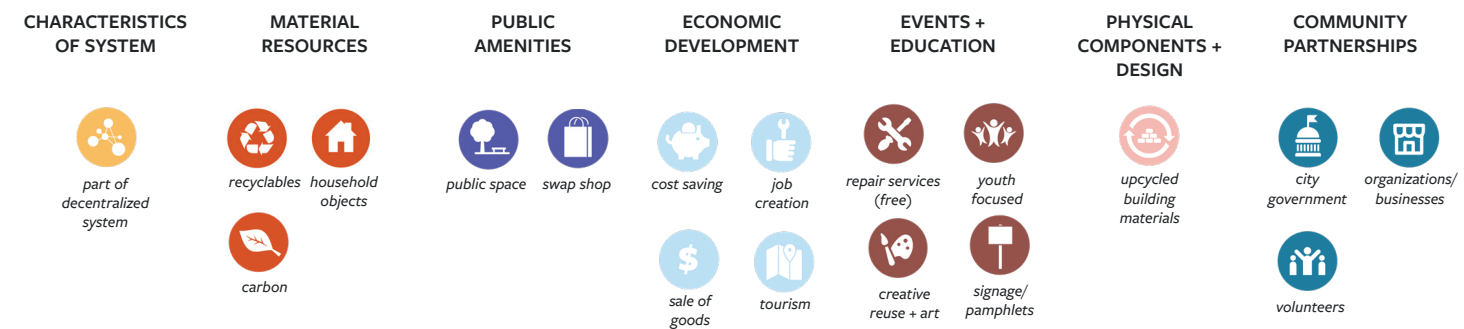 CHARACTERISTICS
OF SYSTEM
part of
decentralized
system
MATERIAL
RESOURCES
recyclables
household
objects
carbon
PUBLIC
AMENITIES
public space
swap shop
ECONOMIC
DEVELOPMENT
cost saving
job
creation
$
sale of
goods
tourism
EVENTS +
EDUCATION
repair services
(free)
youth
focused
creative
reuse + art
signage/
pamphlets
PHYSICAL
COMPONENTS +
DESIGN
upcycled
building
materials
COMMUNITY
PARTNERSHIPS
city
government
organizations/
businesses
volunteers